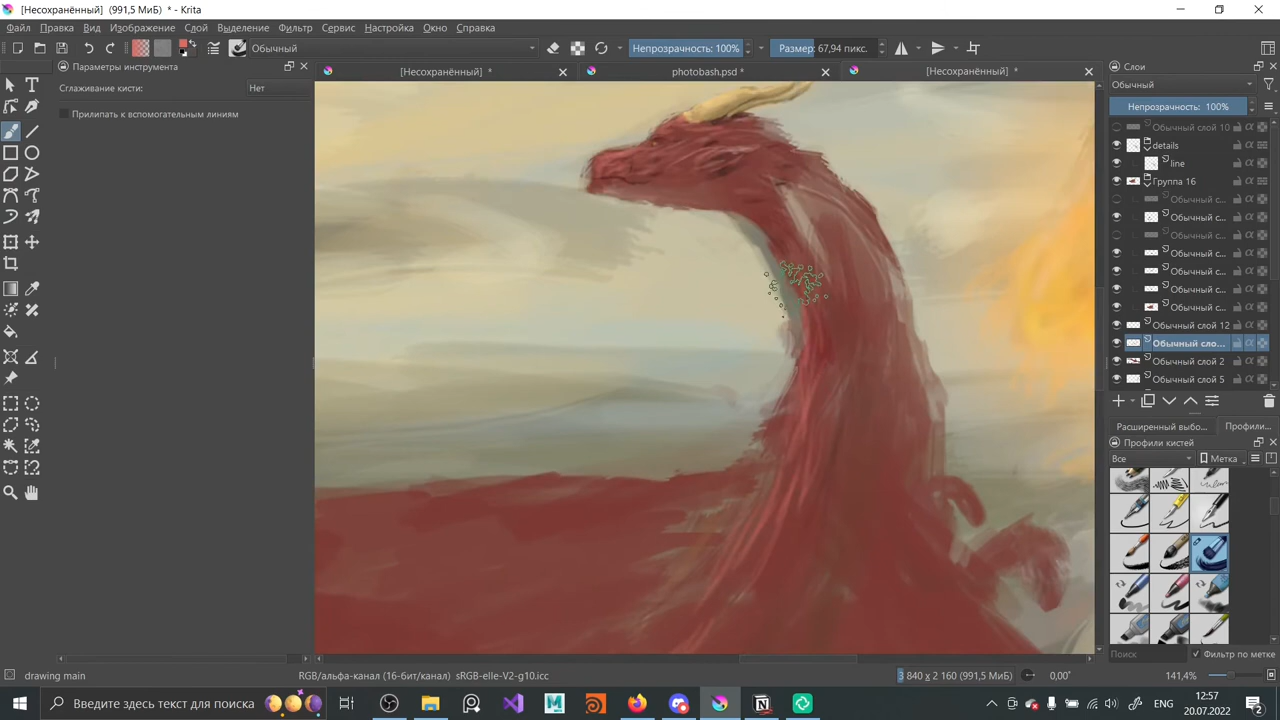 [Несохранённый] (991,5 МиБ) * - Krita
Файл Правка Вид Изображение Слой Выделение Фильтр Сервис Настройка Окно Справка
Обычный Непрозрачность: 100% Размер: 67,94 пикс.
Параметры инструмента
[Несохранённый] * photobash.psd * [Несохранённый] *
Слои
Сглаживание кисти: Нет
Обычный
Прилипать к вспомогательным линиям
Непрозрачность: 100%
Обычный слой 10
details
line
Группа 16
Обычный с...
Обычный с...
Обычный с...
Обычный с...
Обычный с...
Обычный с...
Обычный с...
Обычный слой 12
Обычный сло...
Обычный слой 2
Обычный слой 5
Расширенный выбо... Профили...
Профили кистей
Все Метка
Поиск Фильтр по метке
drawing main RGB/альфа-канал (16-бит/канал) sRGB-elle-V2-g10.icc 3 840 x 2 160 (991,5 МиБ) 0,00° 141,4%
Введите здесь текст для поиска
ENG
12:57
20.07.2022
2